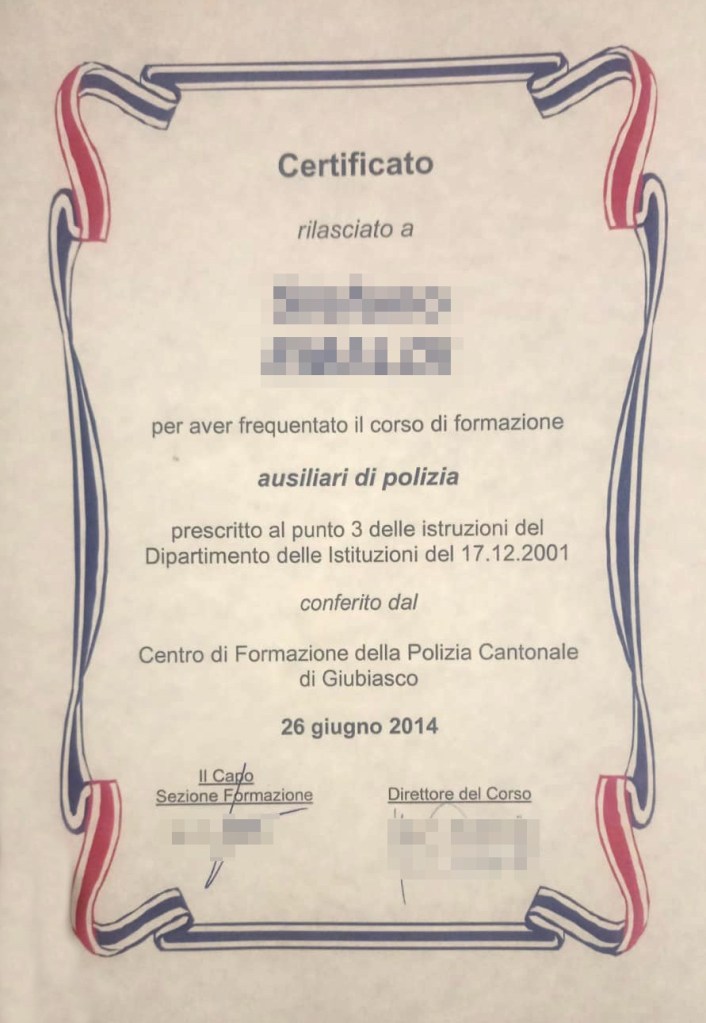 Certificato
rilasciato a
per aver frequentato il corso di formazione
ausiliari di polizia
prescritto al punto 3 delle istruzioni del
Dipartimento delle Istituzioni del 17.12.2001
conferito dal
Centro di Formazione della Polizia Cantonale
di Giubiasco
26 giugno 2014
Il Capo
Sezione Formazione
Direttore del Corso